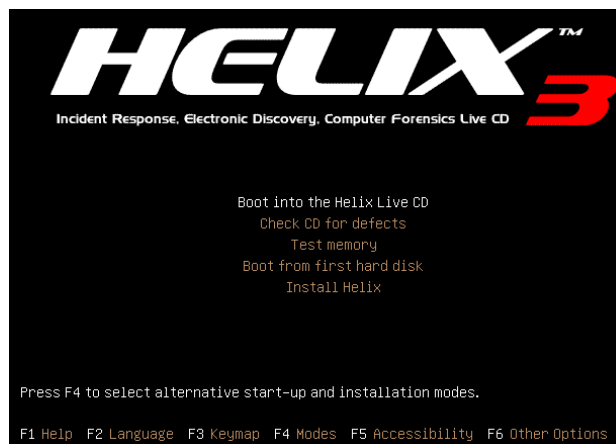 HELIX™
3
Incident Response, Electronic Discovery, Computer Forensics Live CD
Boot into the Helix Live CD
Check CD for defects
Test memory
Boot from first hard disk
Install Helix
Press F4 to select alternative start-up and installation modes.
F1 Help F2 Language F3 Keymap F4 Modes F5 Accessibility F6 Other Options